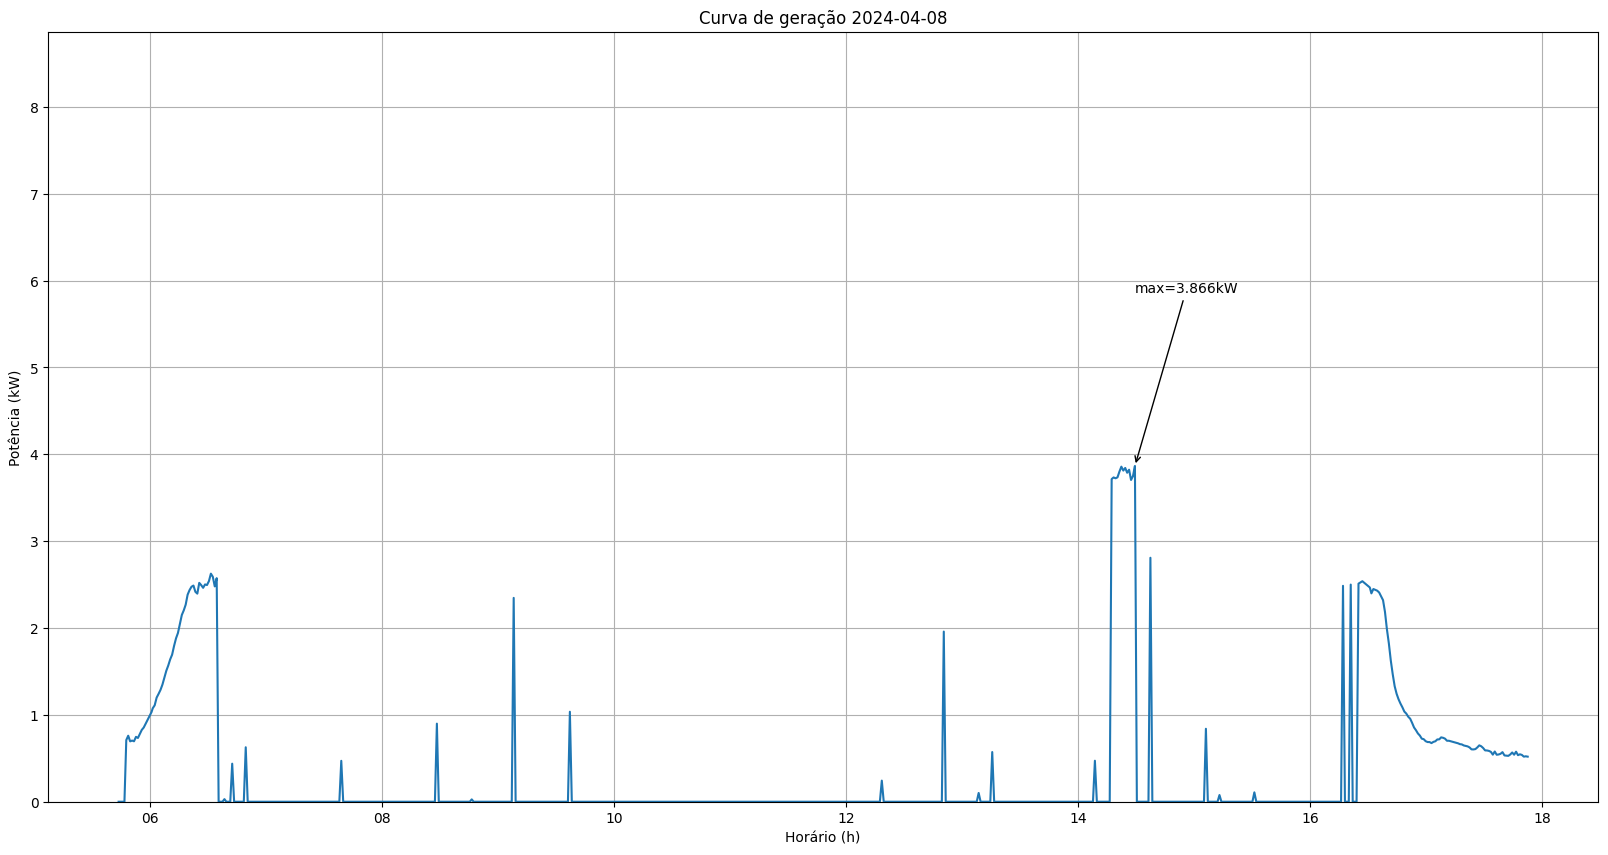 Curva de geração 2024-04-08
8
7
6
max=3.866kW
5
4
3
2
1
0
Potência (kW)
06 08 10 12 14 16 18
Horário (h)